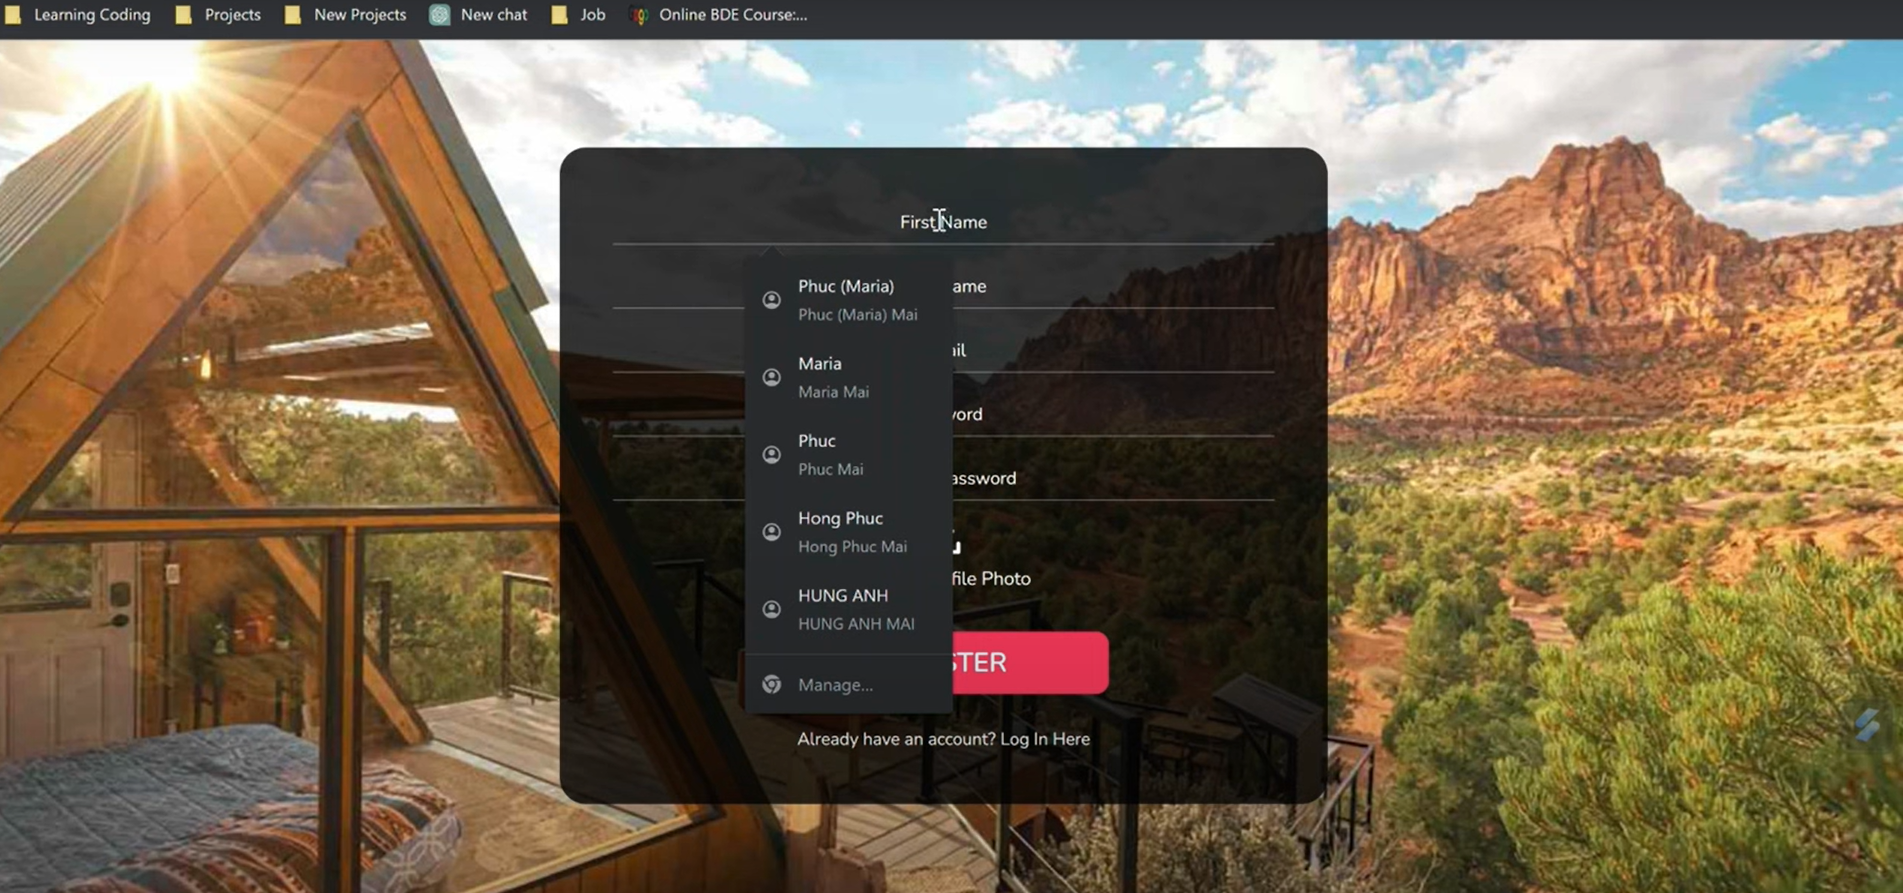 Learning Coding
Projects
New Projects
New chat
Job
Online BDE Course:...
First Name
Phuc (Maria)
Phuc (Maria) Mai
Maria
Maria Mai
Phuc
Phuc Mai
Hong Phuc
Hong Phuc Mai
HUNG ANH
HUNG ANH MAI
Manage...
ame
ail
word
assword
file Photo
STER
Already have an account? Log In Here